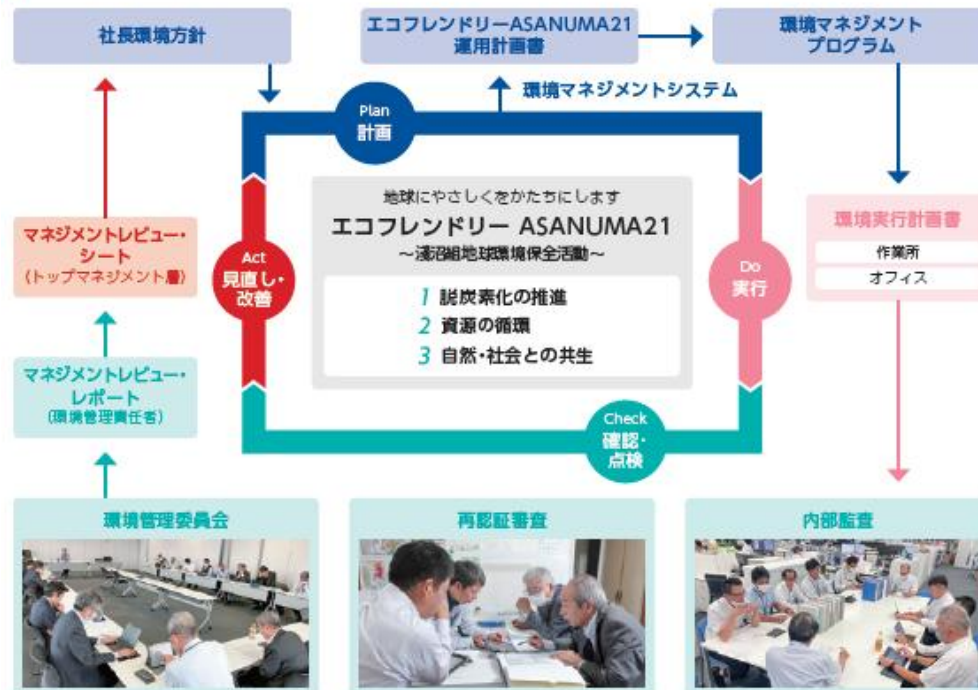 社長環境方針
エコフレンドリーASANUMA21
運用計画書
環境マネジメント
プログラム
環境マネジメントシステム
Plan
計画
地球にやさしくをかたちにします
エコフレンドリー ASANUMA21
～淺沼組地球環境保全活動～
1 脱炭素化の推進
2 資源の循環
3 自然・社会との共生
Act
見直し・
改善
Do
実行
環境実行計画書
作業所
オフィス
マネジメントレビュー・
シート
(トップマネジメント層)
マネジメントレビュー・
レポート
(環境管理責任者)
Check
確認・
点検
環境管理委員会
再認証審査
内部監査